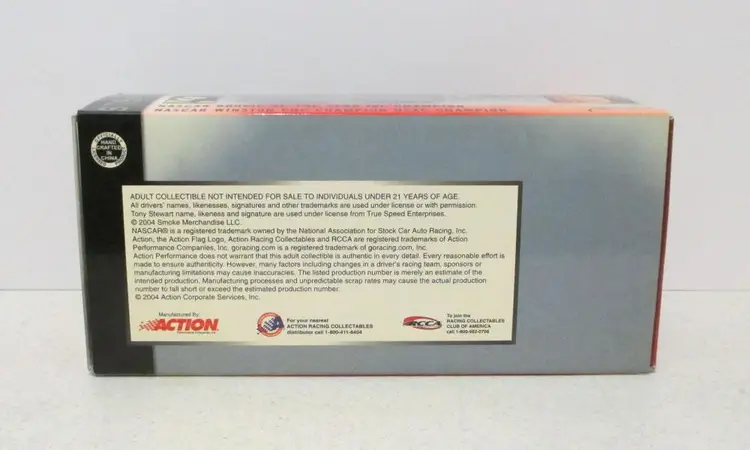 NASCAR WINSTON CUP CHAMPION
OFFICIALLY
HAND
CRAFTED
IN
CHINA
ADULT COLLECTIBLE NOT INTENDED FOR SALE TO INDIVIDUALS UNDER 21 YEARS OF AGE.
All drivers' names, likenesses, signatures and other trademarks are used under license or with permission.
Tony Stewart name, likeness and signature are used under license from True Speed Enterprises.
© 2004 Smoke Merchandise LLC.
NASCAR® is a registered trademark owned by the National Association for Stock Car Auto Racing, Inc.
Action, the Action Flag Logo, Action Racing Collectables and RCCA are registered trademarks of Action
Performance Companies, Inc. goracing.com is a registered trademark of goracing.com, Inc.
Action Performance does not warrant that this adult collectible is authentic in every detail. Every reasonable effort is
made to ensure authenticity. However, many factors including changes in a driver's racing team, sponsors or
manufacturing limitations may cause inaccuracies. The listed production number is merely an estimate of the
intended production. Manufacturing processes and unpredictable scrap rates may cause the actual production
number to fall short or exceed the estimated production number.
© 2004 Action Corporate Services, Inc.
Manufactured By:
ACTION
For your nearest
ACTION RACING COLLECTABLES
distributor call 1-800-411-8404
RCCA
To join the
RACING COLLECTABLES
CLUB OF AMERICA
call 1-800-952-0708